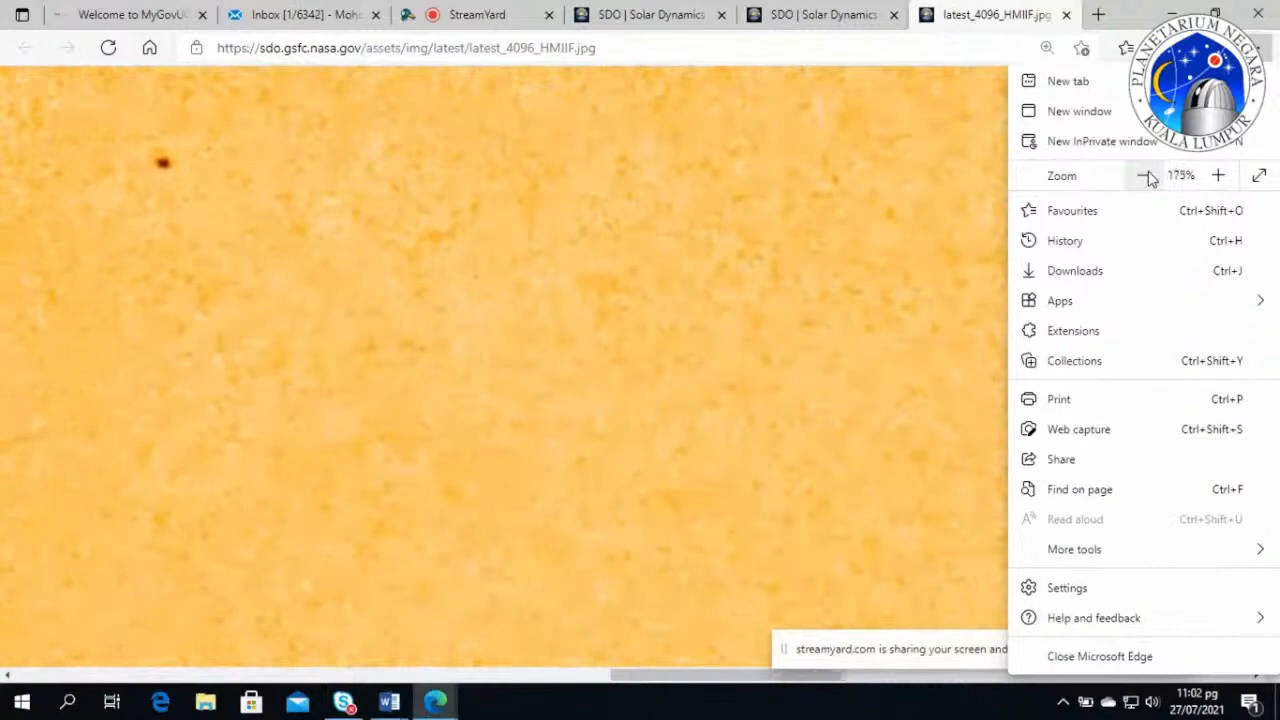 Welcome to MyGovU
Inbox [1/6342] - Moh
StreamYard
SDO | Solar Dynamics
SDO | Solar Dynamics
latest_4096_HMIIF.jpg
https://sdo.gsfc.nasa.gov/assets/img/latest/latest_4096_HMIIF.jpg
PLANETARIUM NEGARA
KUALA LUMPUR
New tab
New window
New InPrivate window N
Zoom 175%
Favourites Ctrl+Shift+O
History Ctrl+H
Downloads Ctrl+J
Apps
Extensions
Collections Ctrl+Shift+Y
Print Ctrl+P
Web capture Ctrl+Shift+S
Share
Find on page Ctrl+F
Read aloud Ctrl+Shift+U
More tools
Settings
Help and feedback
streamyard.com is sharing your screen and
Close Microsoft Edge
11:02 pg
27/07/2021
1